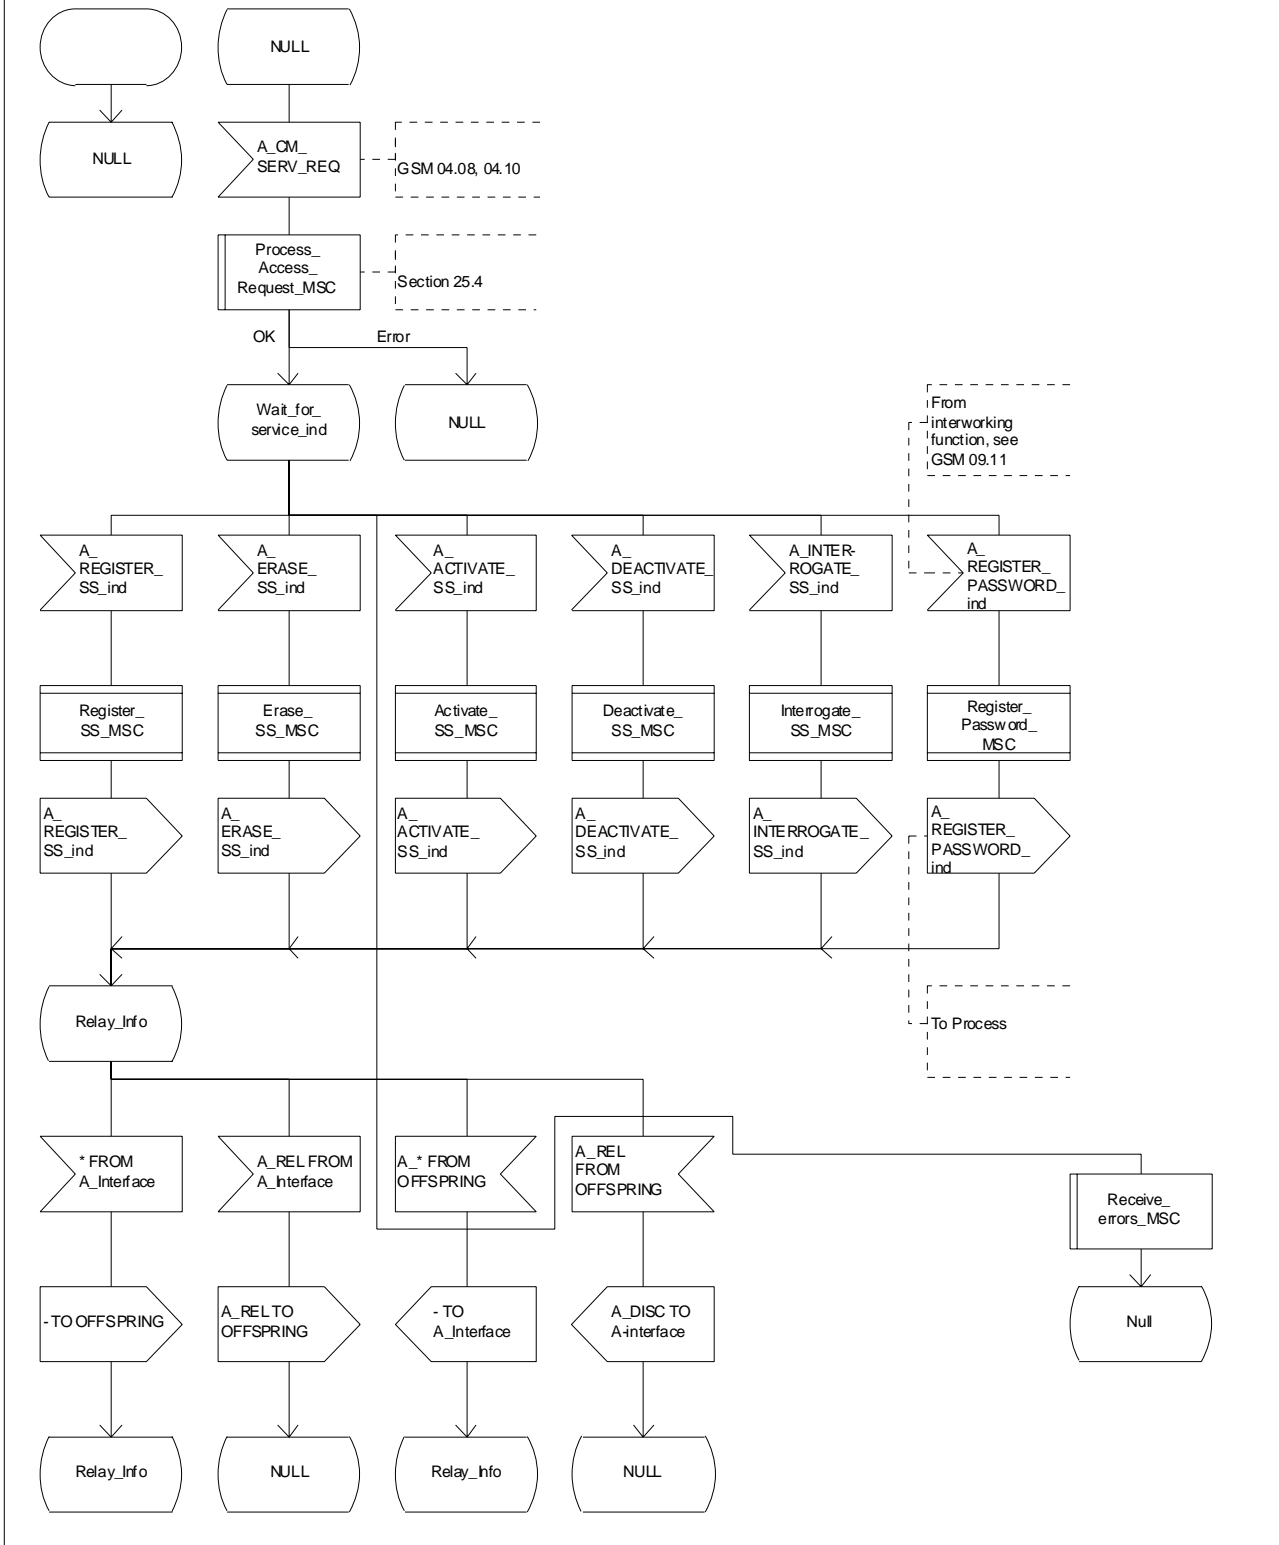 NULL
NULL
A_CM_
SERV_REQ
GSM 04.08, 04.10
Process_
Access_
Request_MSC
Section 25.4
OK
Error
Wait_for_
service_ind
NULL
From
interworking
function, see
GSM 09.11
A_
REGISTER_
SS_ind
A_
ERASE_
SS_ind
A_
ACTIVATE_
SS_ind
A_
DEACTIVATE_
SS_ind
A_INTER-
ROGATE_
SS_ind
A_
REGISTER_
PASSWORD_
ind
Register_
SS_MSC
Erase_
SS_MSC
Activate_
SS_MSC
Deactivate_
SS_MSC
Interrogate_
SS_MSC
Register_
Password_
MSC
A_
REGISTER_
SS_ind
A_
ERASE_
SS_ind
A_
ACTIVATE_
SS_ind
A_
DEACTIVATE_
SS_ind
A_
INTERROGATE_
SS_ind
A_
REGISTER_
PASSWORD_
ind
Relay_Info
To Process
* FROM
A_Interface
A_REL FROM
A_Interface
A_* FROM
OFFSPRING
A_REL
FROM
OFFSPRING
Receive_
errors_MSC
- TO OFFSPRING
A_REL TO
OFFSPRING
- TO
A_Interface
A_DISC TO
A-interface
Null
Relay_Info
NULL
Relay_Info
NULL